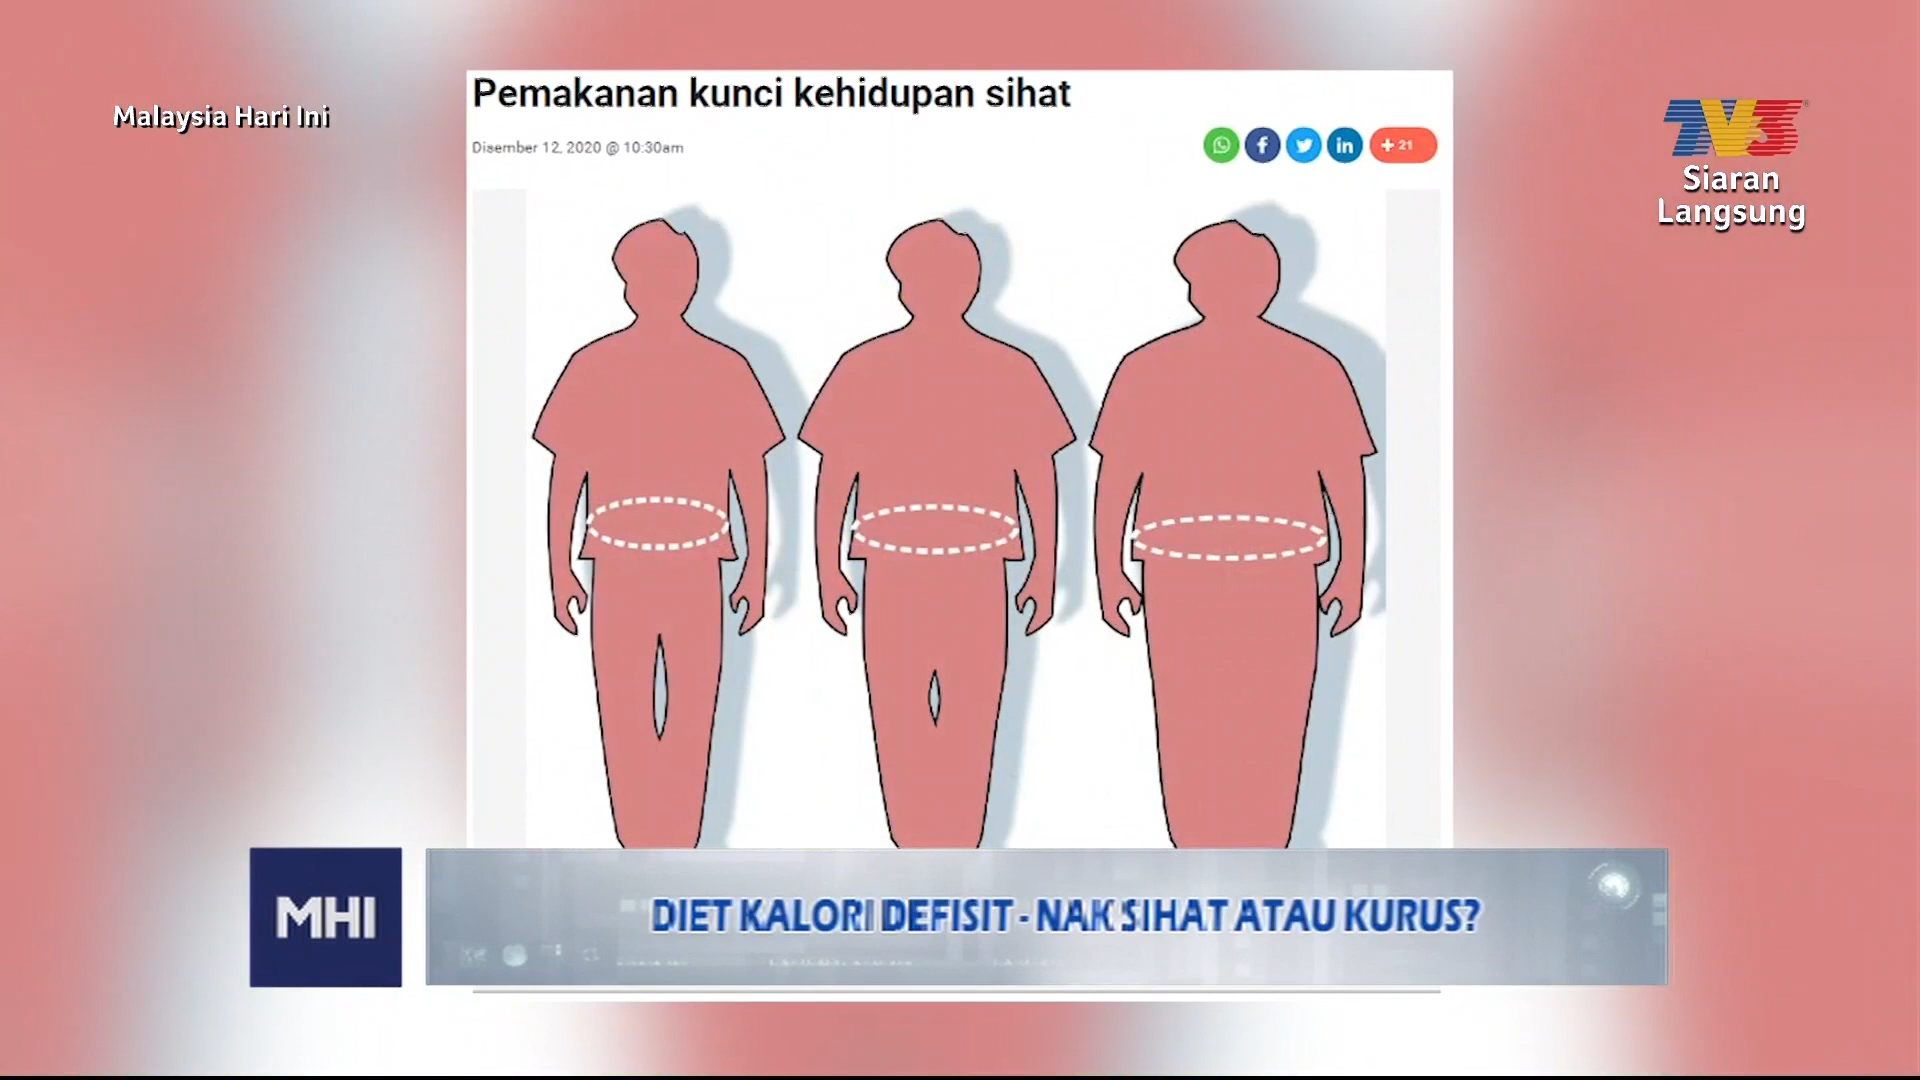 Pemakanan kunci kehidupan sihat
Malaysia Hari Ini
Disember 12, 2020 @ 10:30am
+ 21
TV3
Siaran
Langsung
MHI
DIET KALORI DEFISIT - NAK SIHAT ATAU KURUS?